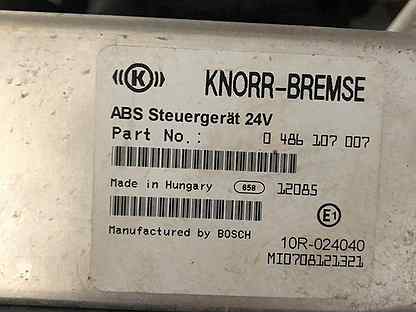 K
KNORR-BREMSE
ABS Steuergerät 24V
Part No.: 0 486 107 007
Made in Hungary 858 12085
E1
Manufactured by BOSCH
10R-024040
MI0708121321